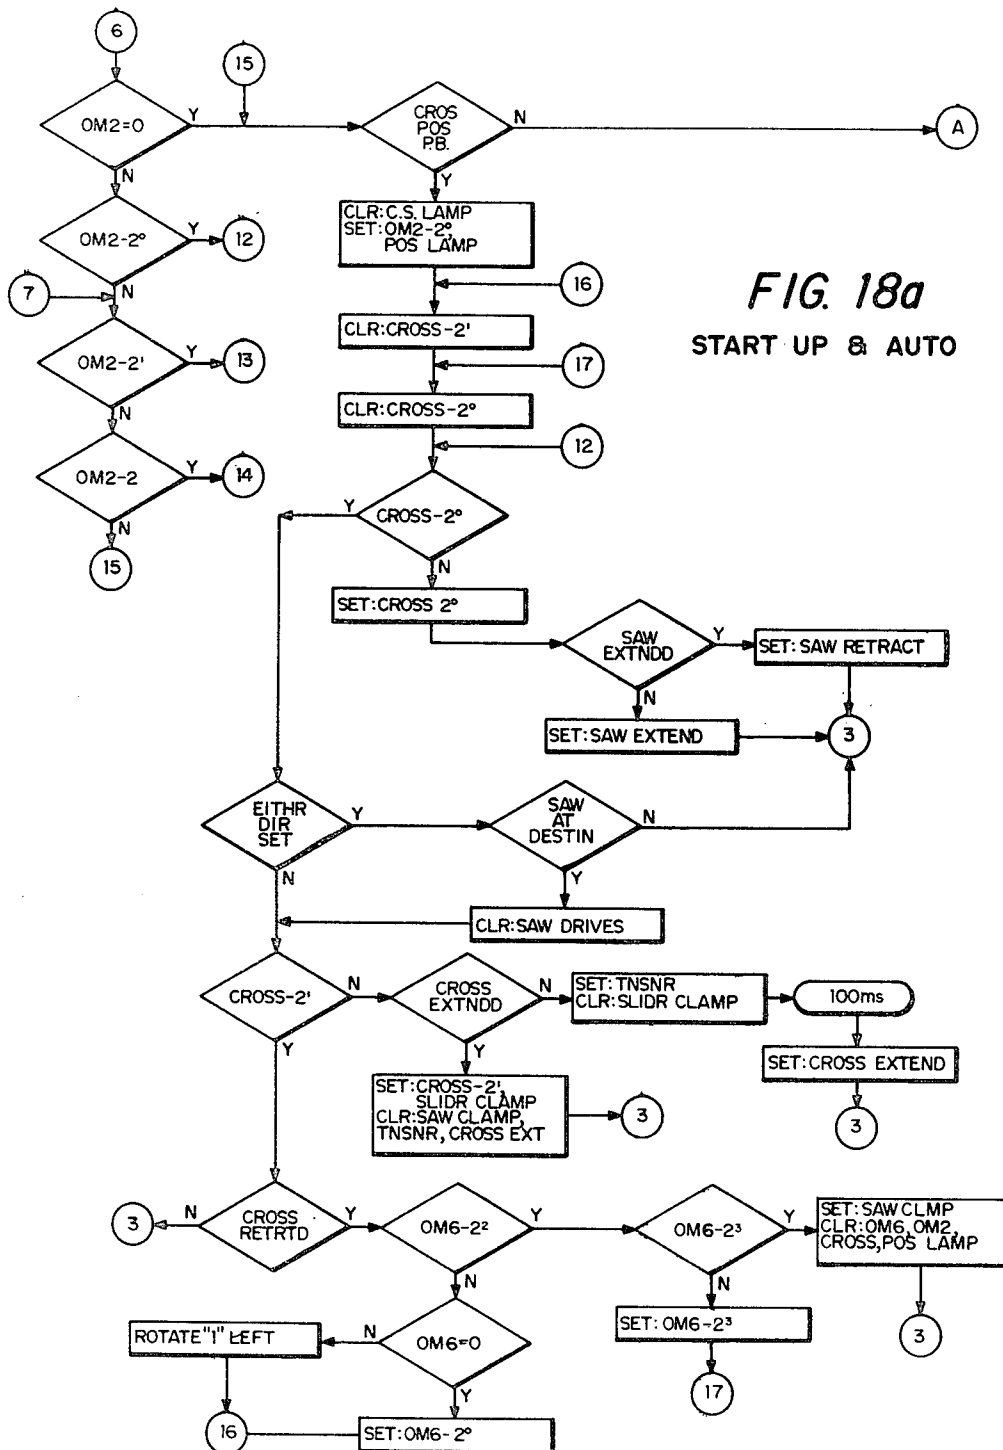 6
15
OM2=0
Y
N
CROS
POS
P.B.
N
A
Y
CLR:C.S. LAMP
SET:OM2-2°,
POS LAMP
OM2-2°
Y
12
N
7
16
FIG. 18a
START UP & AUTO
CLR:CROSS-2'
OM2-2'
Y
13
N
17
CLR:CROSS-2°
12
OM2-2
Y
14
N
15
Y
CROSS-2°
N
SET:CROSS 2°
SAW
EXTNDD
Y
SET:SAW RETRACT
N
SET:SAW EXTEND
3
EITHR
DIR
SET
Y
N
SAW
AT
DESTIN
N
Y
CLR:SAW DRIVES
CROSS-2'
N
Y
CROSS
EXTNDD
N
Y
SET:TNSNR
CLR:SLIDR CLAMP
100ms
SET:CROSS EXTEND
3
SET:CROSS-2',
SLIDR CLAMP
CLR:SAW CLAMP,
TNSNR, CROSS EXT
3
3
N
CROSS
RETRTD
Y
OM6-2²
Y
N
OM6-2³
Y
N
SET:SAW CLMP
CLR:OM6,OM2,
CROSS,POS LAMP
3
SET:OM6-2³
17
OM6=0
N
Y
ROTATE"1" LEFT
16
SET:OM6-2°